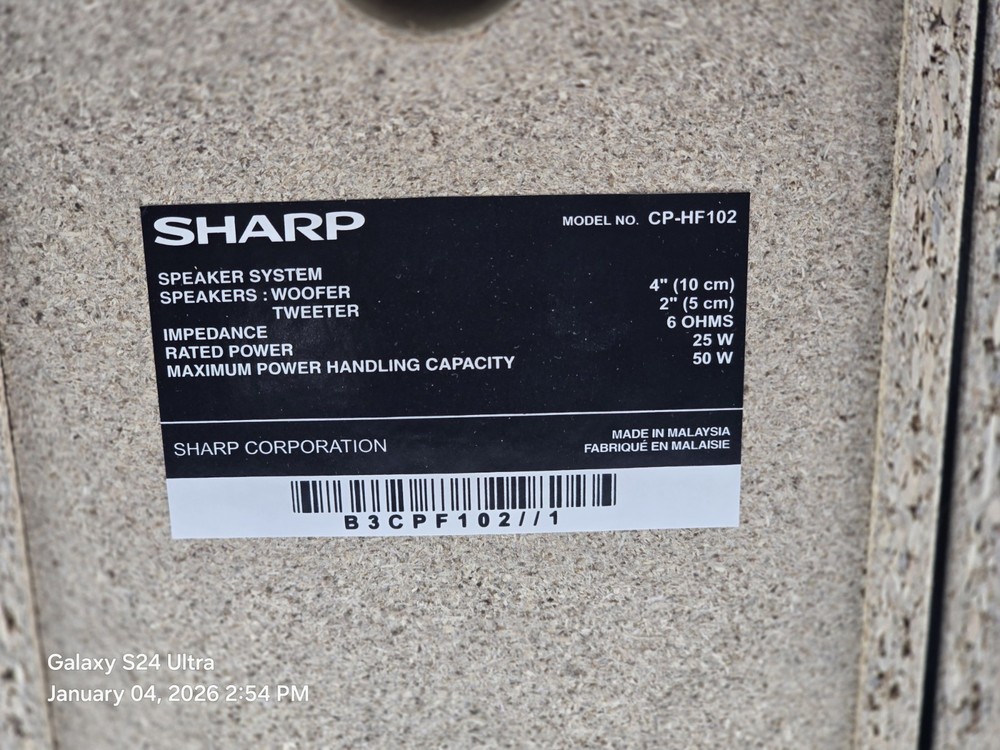 SHARP MODEL NO. CP-HF102
SPEAKER SYSTEM
SPEAKERS : WOOFER 4" (10 cm)
TWEETER 2" (5 cm)
IMPEDANCE 6 OHMS
RATED POWER 25 W
MAXIMUM POWER HANDLING CAPACITY 50 W
SHARP CORPORATION
MADE IN MALAYSIA
FABRIQUÉ EN MALAISIE
B3CPF102//1
Galaxy S24 Ultra
January 04, 2026 2:54 PM